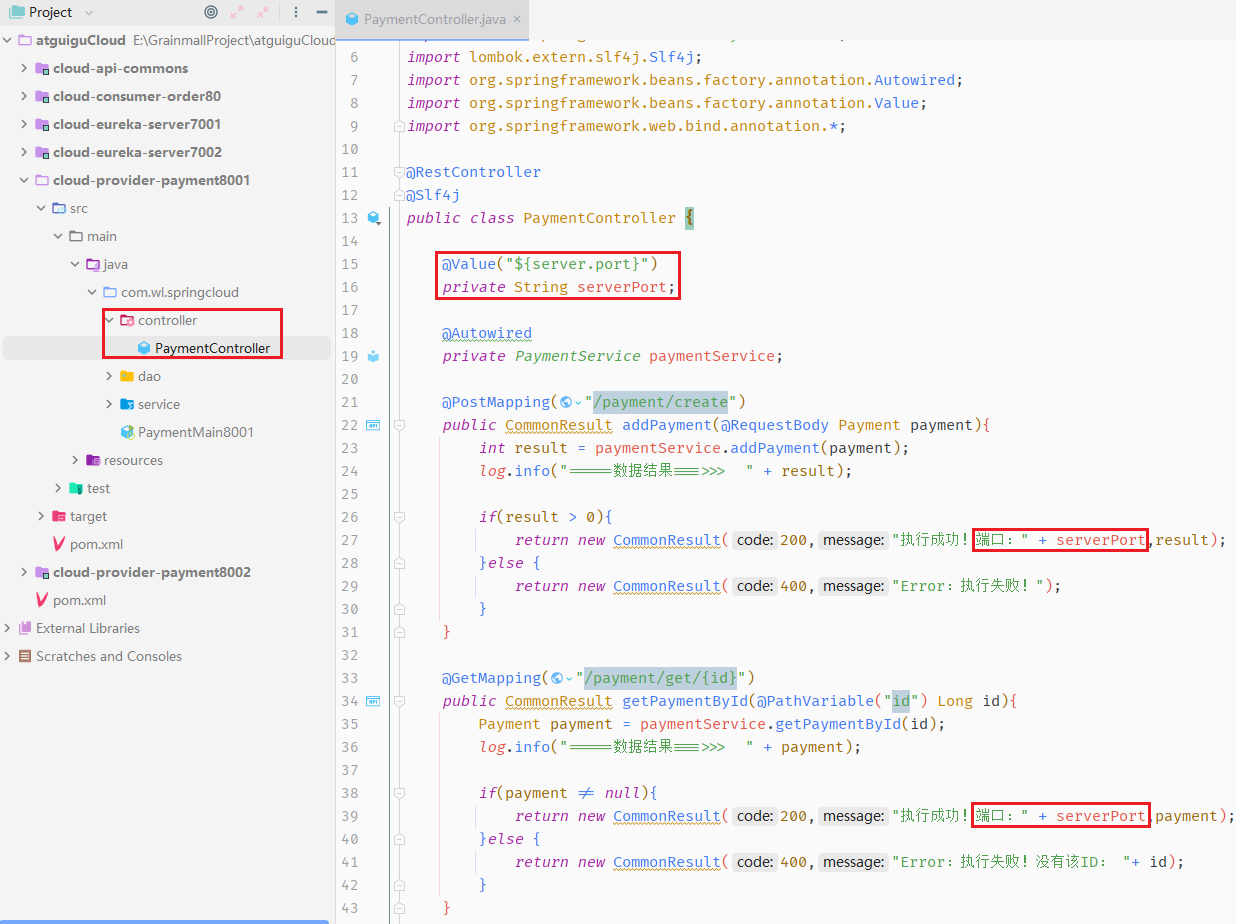 Project
atguiguCloud E:\GrainmallProject\atguiguCloud
cloud-api-commons
cloud-consumer-order80
cloud-eureka-server7001
cloud-eureka-server7002
cloud-provider-payment8001
src
main
java
com.wl.springcloud
controller
PaymentController
dao
service
PaymentMain8001
resources
test
target
pom.xml
cloud-provider-payment8002
pom.xml
External Libraries
Scratches and Consoles
PaymentController.java ×
6 import lombok.extern.slf4j.Slf4j;
7 import org.springframework.beans.factory.annotation.Autowired;
8 import org.springframework.beans.factory.annotation.Value;
9 import org.springframework.web.bind.annotation.*;
10
11 @RestController
12 @Slf4j
13 public class PaymentController {
14
15 @Value("${server.port}")
16 private String serverPort;
17
18 @Autowired
19 private PaymentService paymentService;
20
21 @PostMapping("/payment/create")
22 public CommonResult addPayment(@RequestBody Payment payment){
23 int result = paymentService.addPayment(payment);
24 log.info("=====数据结果===>>> " + result);
25
26 if(result > 0){
27 return new CommonResult( code: 200, message: "执行成功！端口：" + serverPort,result);
28 }else {
29 return new CommonResult( code: 400, message: "Error：执行失败！");
30 }
31 }
32
33 @GetMapping("/payment/get/{id}")
34 public CommonResult getPaymentById(@PathVariable("id") Long id){
35 Payment payment = paymentService.getPaymentById(id);
36 log.info("=====数据结果===>>> " + payment);
37
38 if(payment != null){
39 return new CommonResult( code: 200, message: "执行成功！端口：" + serverPort,payment);
40 }else {
41 return new CommonResult( code: 400, message: "Error：执行失败！没有该ID： "+ id);
42 }
43 }